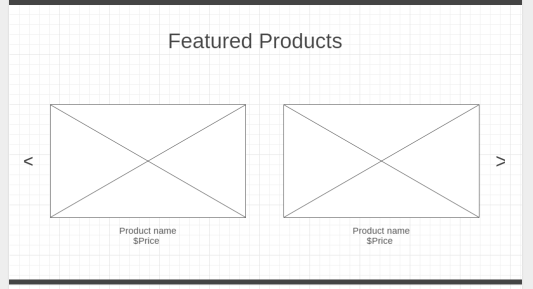 Featured Products
< >
Product name Product name
$Price $Price